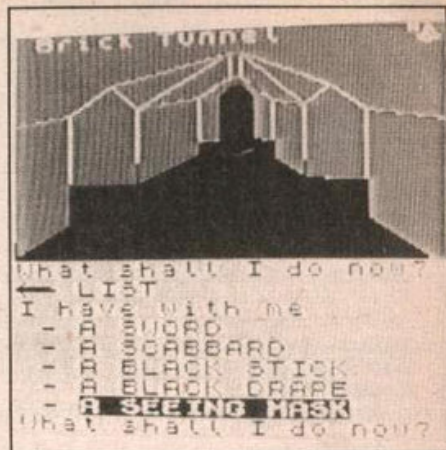 Brick Tunnel
What shall I do now?
← LIST
I have with me
- A SWORD
- A SCABBARD
- A BLACK STICK
- A BLACK DRAPE
- A SEEING MASK
What shall I do now?